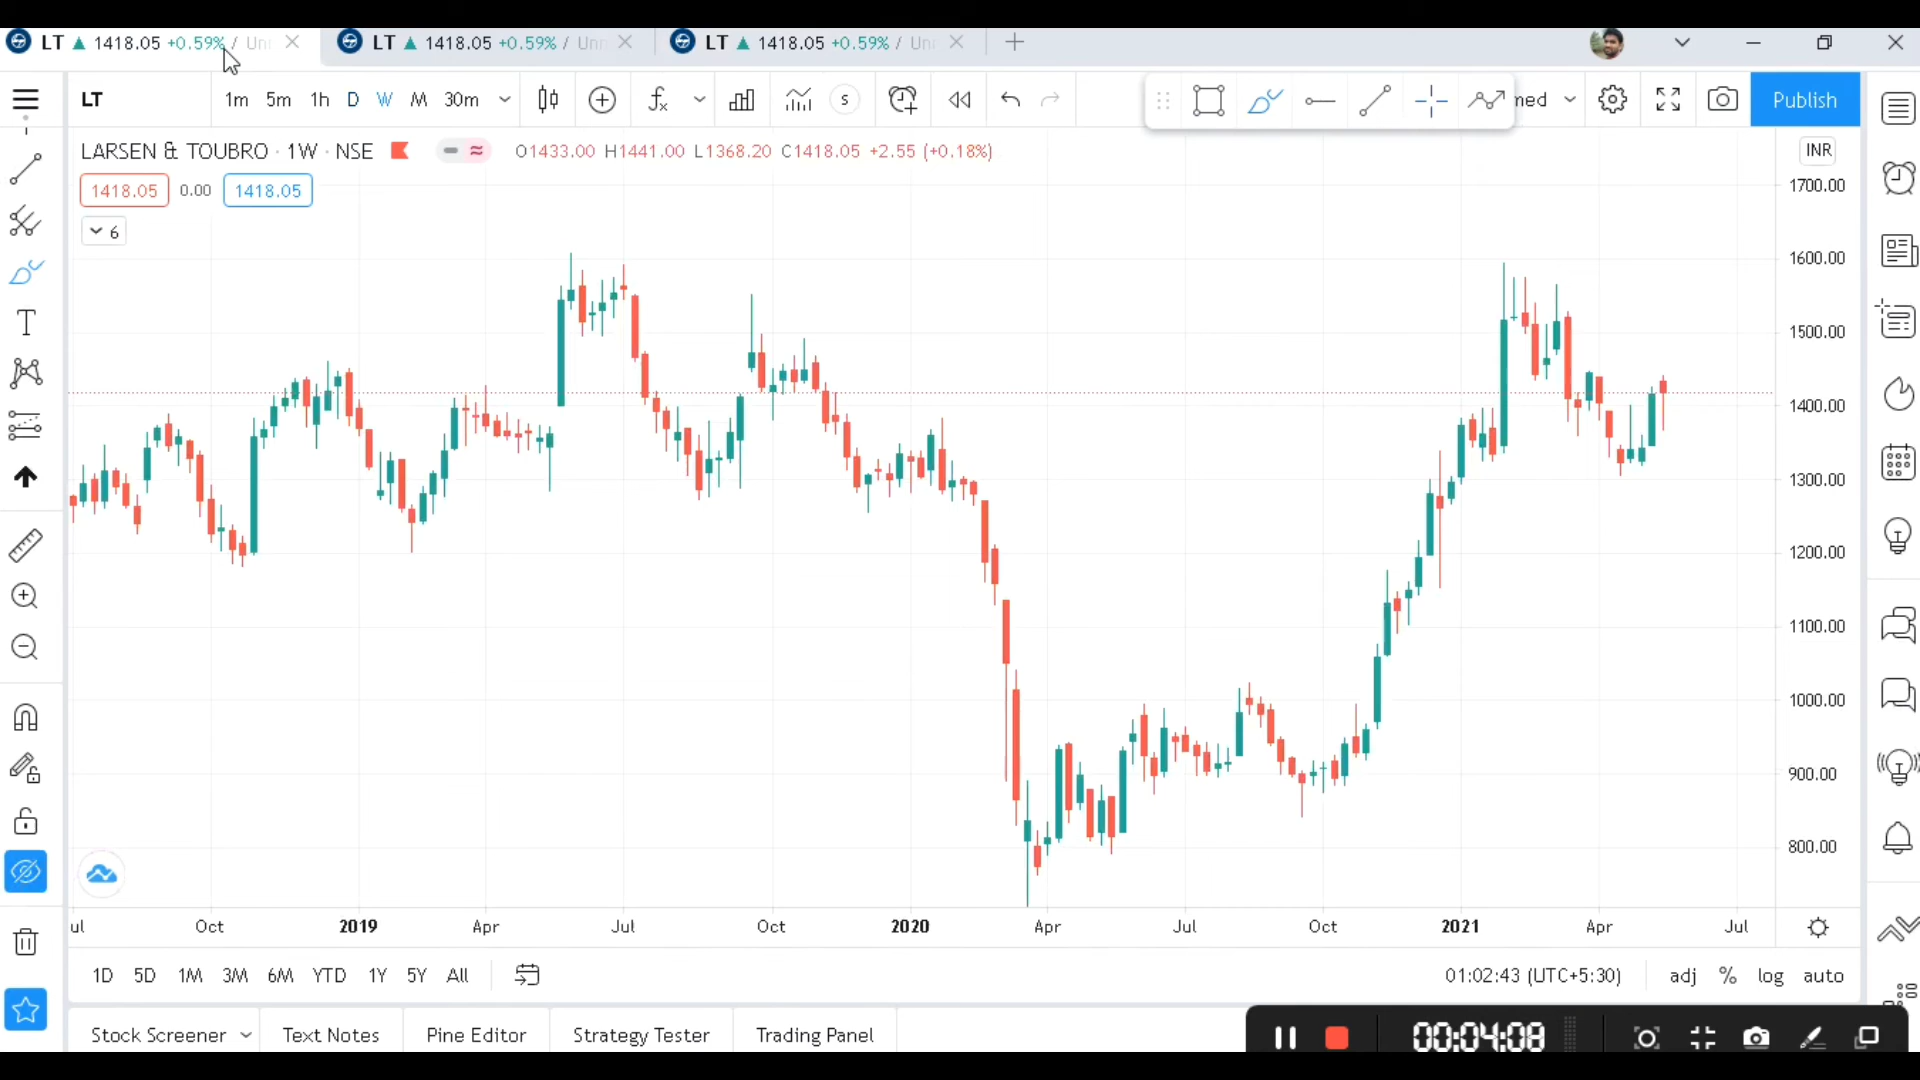 LT ▲ 1418.05 +0.59% / Un
LT ▲ 1418.05 +0.59% / Unn
LT ▲ 1418.05 +0.59% / Un
LT
1m 5m 1h D W M 30m
S
med
Publish
LARSEN & TOUBRO · 1W · NSE
O1433.00 H1441.00 L1368.20 C1418.05 +2.55 (+0.18%)
INR
1418.05 0.00 1418.05
6
1700.00
1600.00
1500.00
1400.00
1300.00
1200.00
1100.00
1000.00
900.00
800.00
ul Oct 2019 Apr Jul Oct 2020 Apr Jul Oct 2021 Apr Jul
1D 5D 1M 3M 6M YTD 1Y 5Y All
01:02:43 (UTC+5:30) adj % log auto
Stock Screener Text Notes Pine Editor Strategy Tester Trading Panel
00:04:08